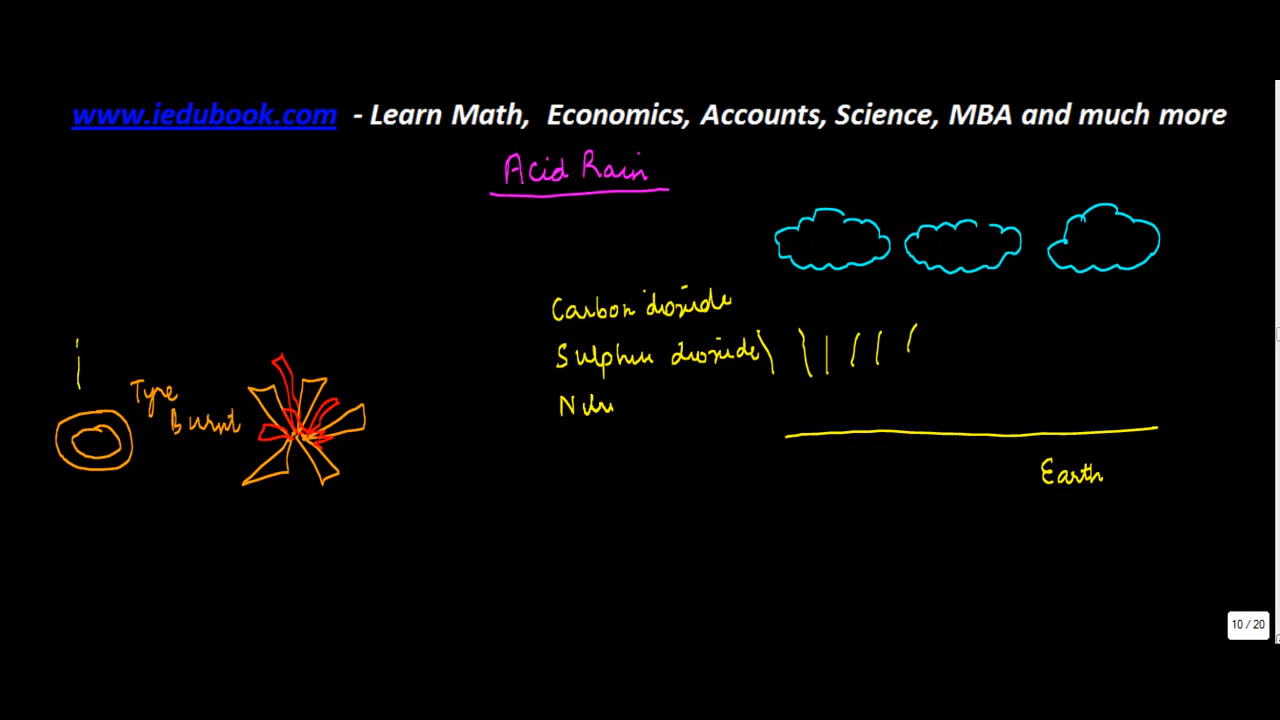 www.iedubook.com - Learn Math, Economics, Accounts, Science, MBA and much more
Acid Rain
Carbon dioxide
Sulphur dioxide
Tyre
Burnt
Earth
10 / 20